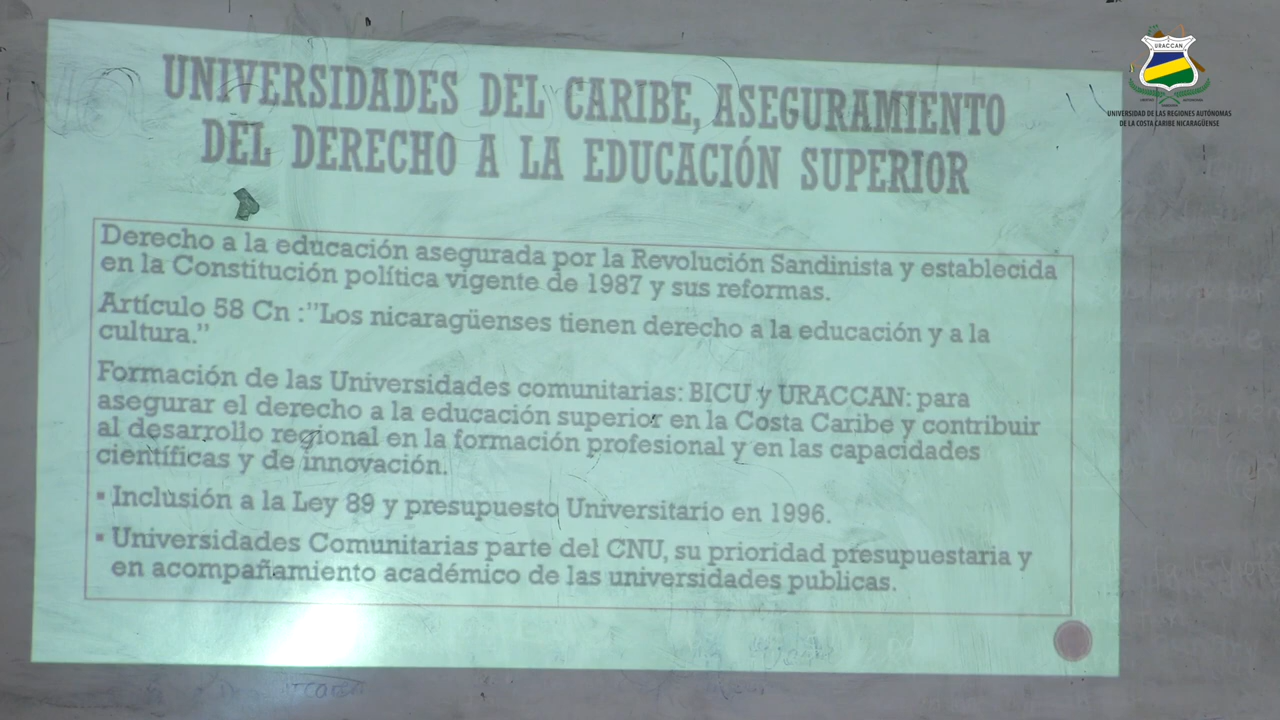 UNIVERSIDADES DEL CARIBE, ASEGURAMIENTO
DEL DERECHO A LA EDUCACIÓN SUPERIOR
Derecho a la educación asegurada por la Revolución Sandinista y establecida
en la Constitución política vigente de 1987 y sus reformas.
Artículo 58 Cn :"Los nicaragüenses tienen derecho a la educación y a la
cultura."
Formación de las Universidades comunitarias: BICU y URACCAN: para
asegurar el derecho a la educación superior en la Costa Caribe y contribuir
al desarrollo regional en la formación profesional y en las capacidades
científicas y de innovación.
▪ Inclusión a la Ley 89 y presupuesto Universitario en 1996.
▪ Universidades Comunitarias parte del CNU, su prioridad presupuestaria y
en acompañamiento académico de las universidades publicas.
URACCAN
UNIVERSIDAD DE LAS REGIONES AUTÓNOMAS
DE LA COSTA CARIBE NICARAGÜENSE